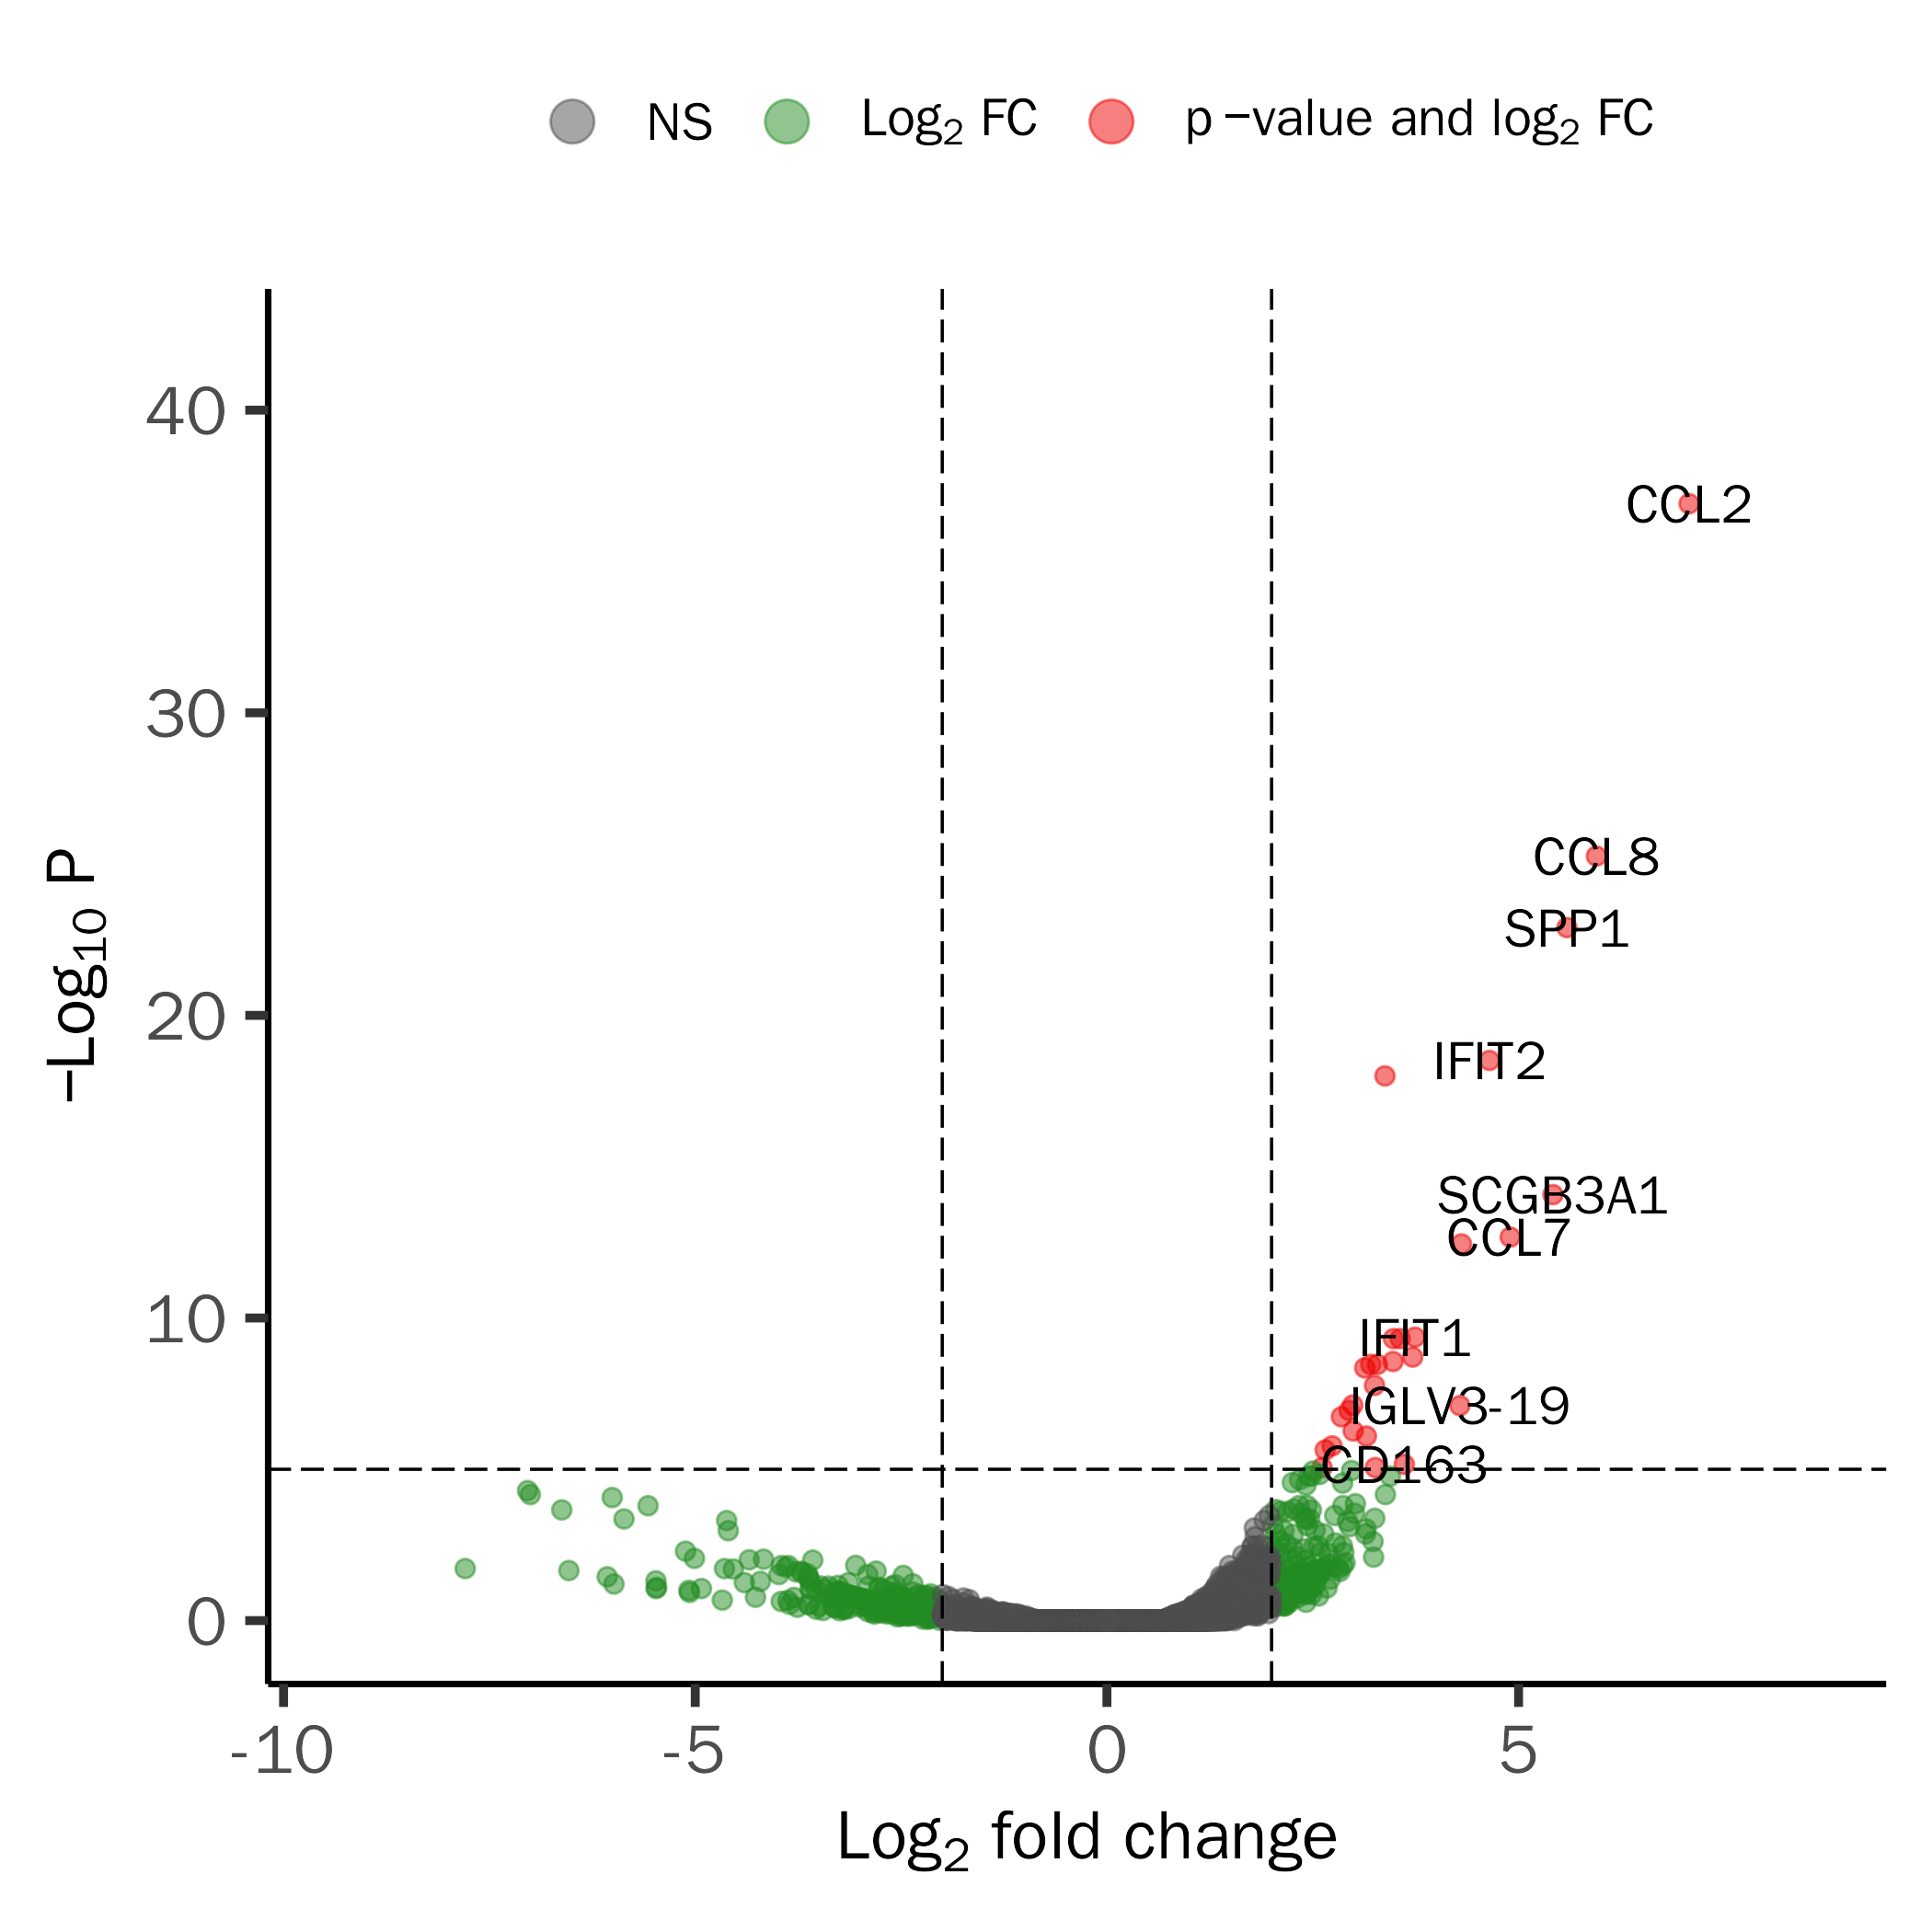 NS Log₂ FC p −value and log₂ FC
−Log₁₀ P
40
30
20
10
0
CCL2
CCL8
SPP1
IFIT2
SCGB3A1
CCL7
IFIT1
IGLV3-19
CD163
-10 -5 0 5
Log₂ fold change